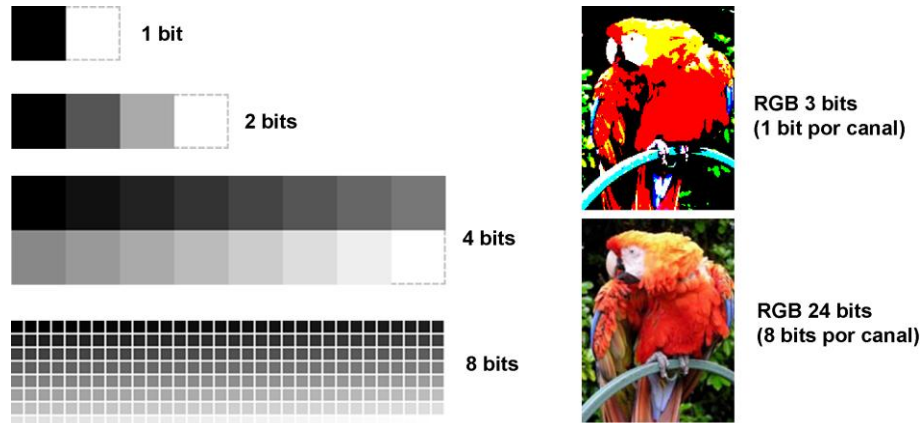 1 bit
2 bits
4 bits
8 bits
RGB 3 bits
(1 bit por canal)
RGB 24 bits
(8 bits por canal)